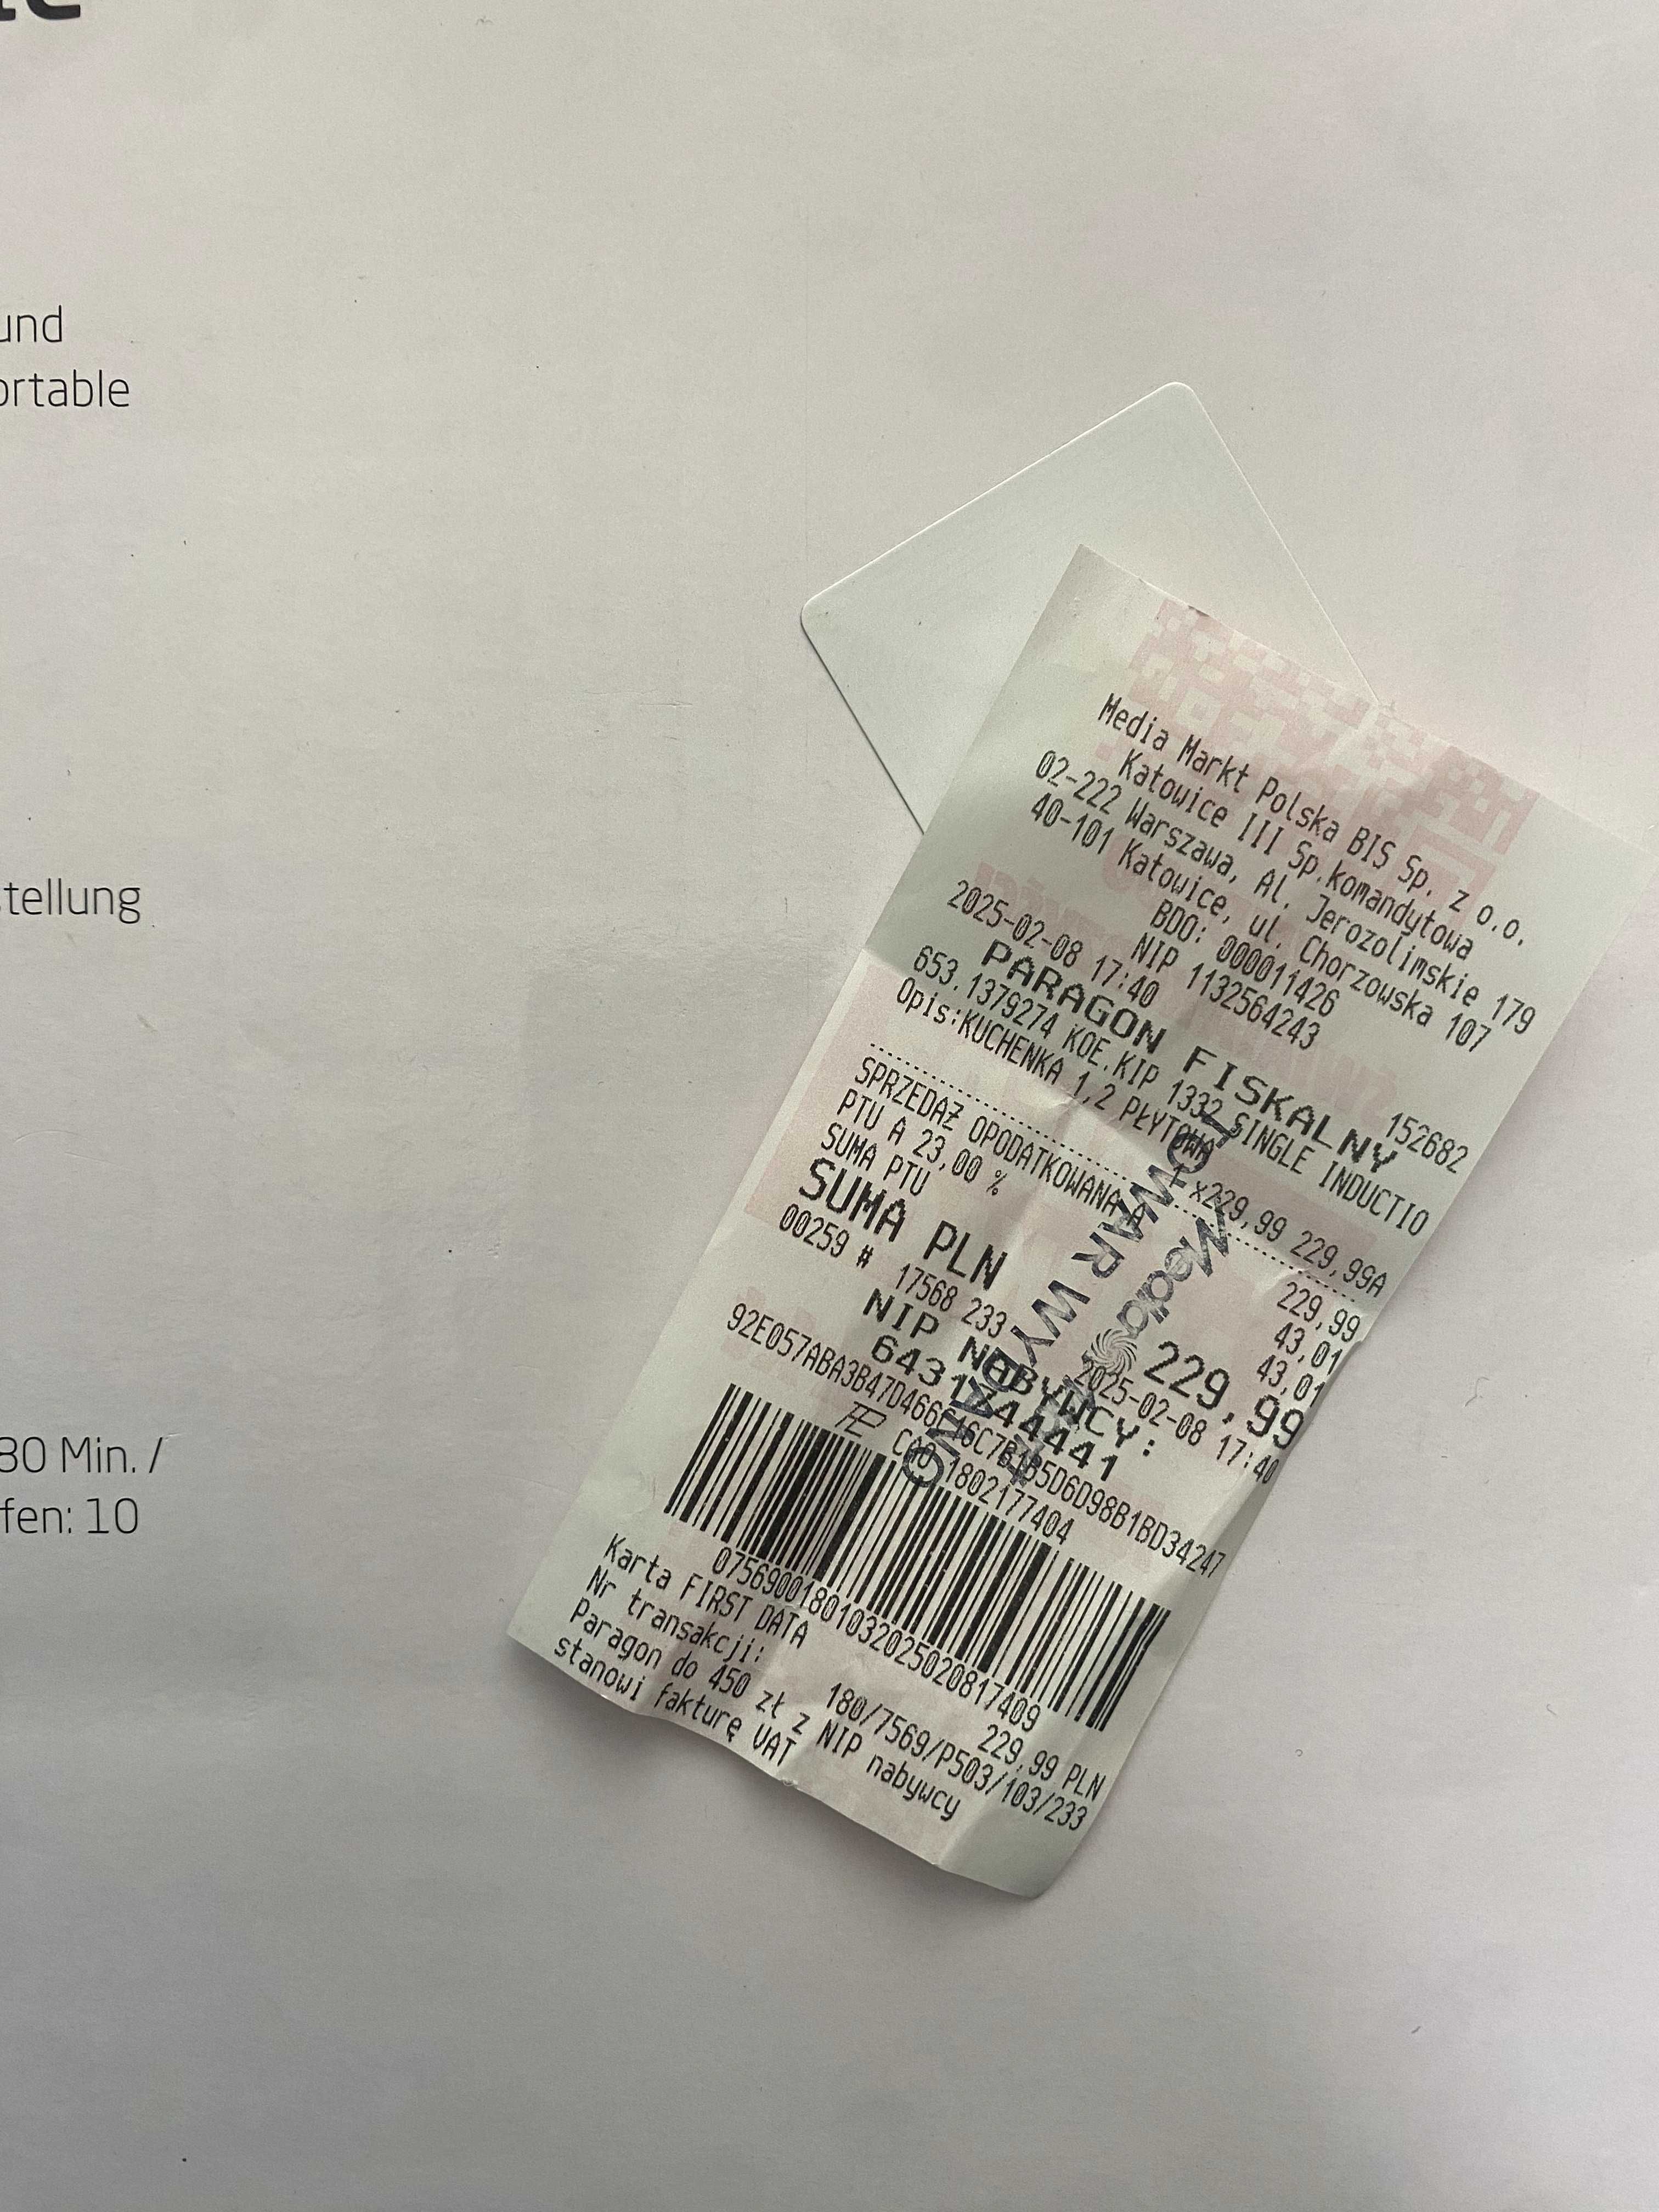 und
ortable
tellung
30 Min. /
fen: 10
Media Markt Polska BIS Sp. z o.o.
Katowice III Sp.komandytowa
02-222 Warszawa, Al. Jerozolimskie 179
40-101 Katowice, ul. Chorzowska 107
BDO: 000011426
NIP 1132564243
2025-02-08 17:40 152682
PARAGON FISKALNY
653.1379274 KOE.KIP 1332 SINGLE INDUCTIO
1 x229,99 229,99A
Opis:KUCHENKA 1,2 PŁYTOWA
SPRZEDAŻ OPODATKOWANA A 229,99
PTU A 23,00 % 43,01
SUMA PTU 43,01
SUMA PLN 229,99
00259 # 17568 233 2025-02-08 17:40
NIP NABYWCY:
6431744441
CAO 1802177404
07569001801032025020817409
Karta FIRST DATA 229,99 PLN
Nr transakcji: 180/7569/P503/103/233
Paragon do 450 zł z NIP nabywcy
stanowi fakturę VAT
TOWAR WYDANO
Media